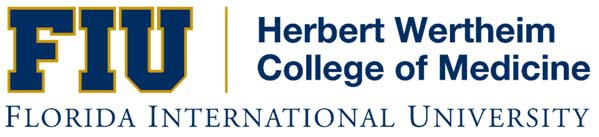 FIU
Herbert Wertheim
College of Medicine
FLORIDA INTERNATIONAL UNIVERSITY